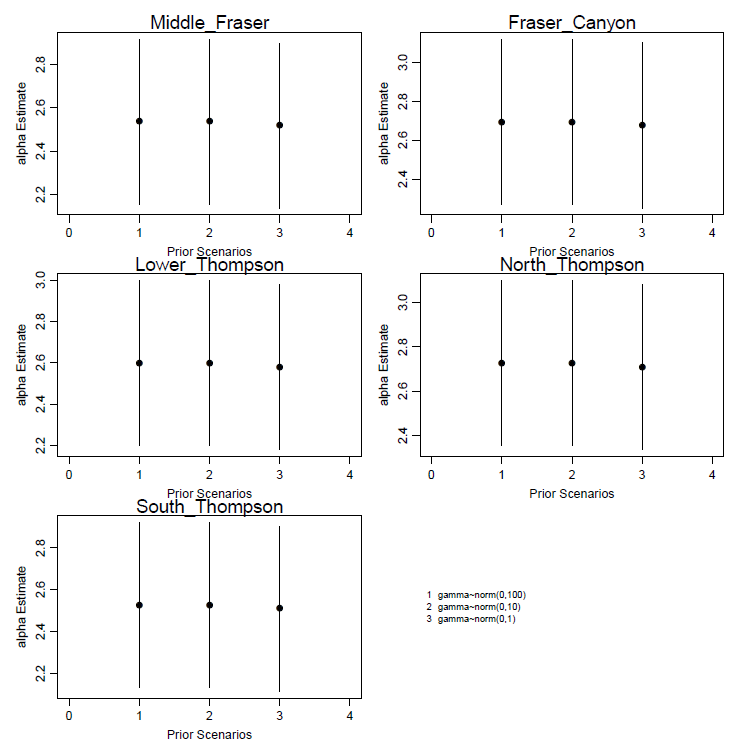 Middle_Fraser
alpha Estimate
2.2
2.4
2.6
2.8
0 1 2 3 4
Prior Scenarios
Fraser_Canyon
alpha Estimate
2.4
2.6
2.8
3.0
0 1 2 3 4
Prior Scenarios
Lower_Thompson
alpha Estimate
2.2
2.4
2.6
2.8
3.0
0 1 2 3 4
Prior Scenarios
North_Thompson
alpha Estimate
2.4
2.6
2.8
3.0
0 1 2 3 4
Prior Scenarios
South_Thompson
alpha Estimate
2.2
2.4
2.6
2.8
0 1 2 3 4
Prior Scenarios
1 gamma~norm(0,100)
2 gamma~norm(0,10)
3 gamma~norm(0,1)